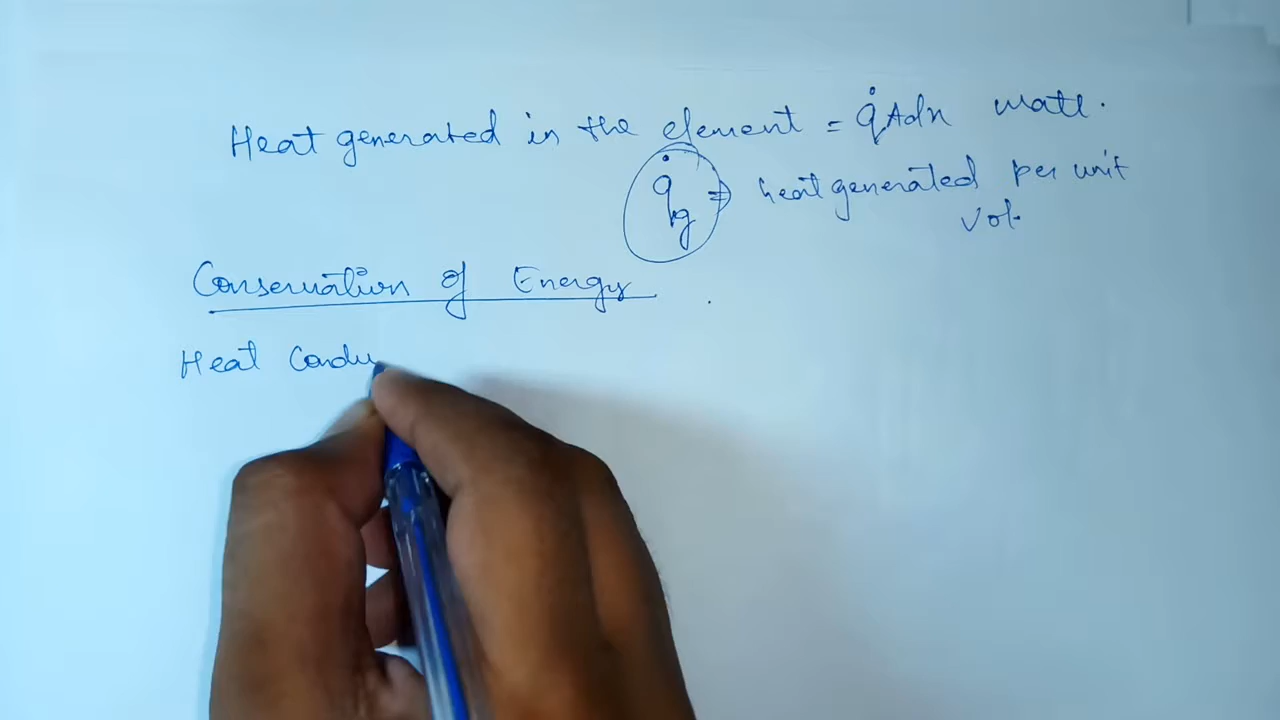 Heat generated in the element = q̇Adx watt.
q̇g ⇒ heat generated per unit
vol.
Conservation of Energy
Heat Condu